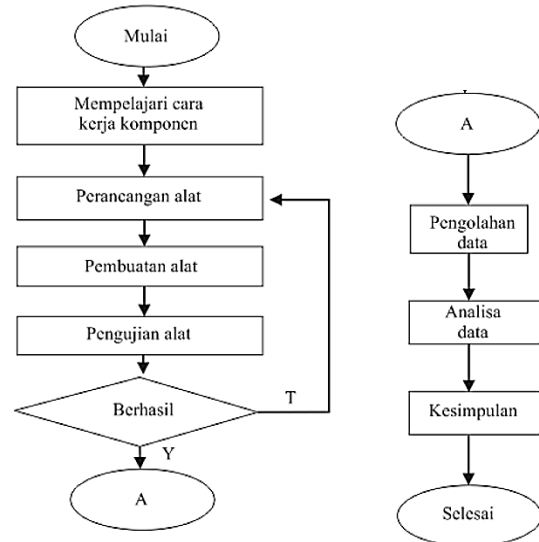 Mulai
Mempelajari cara
kerja komponen
Perancangan alat
Pembuatan alat
Pengujian alat
Berhasil
T
Y
A
A
Pengolahan
data
Analisa
data
Kesimpulan
Selesai